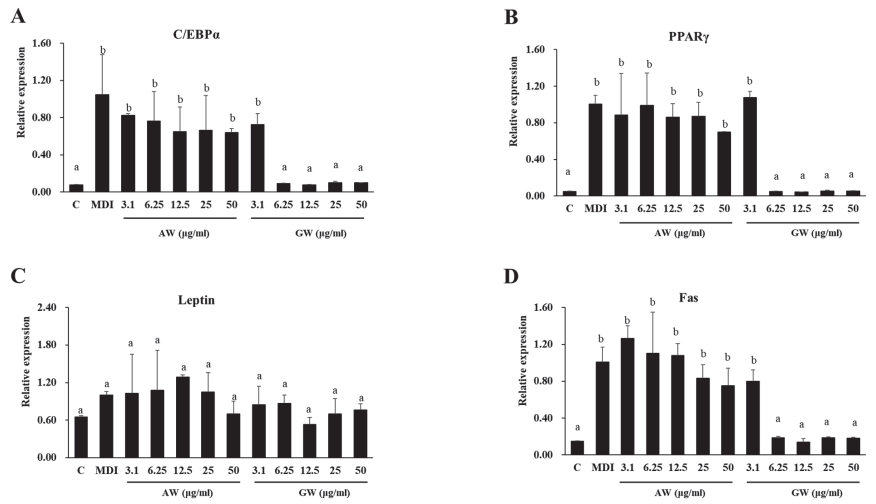 A
C/EBPα
Relative expression
1.60
1.20
0.80
0.40
0.00
a b b b b b b b a a a a
C MDI 3.1 6.25 12.5 25 50 3.1 6.25 12.5 25 50
AW (µg/ml) GW (µg/ml)
B
PPARγ
Relative expression
1.60
1.20
0.80
0.40
0.00
a b b b b b b b a a a a
C MDI 3.1 6.25 12.5 25 50 3.1 6.25 12.5 25 50
AW (µg/ml) GW (µg/ml)
C
Leptin
Relative expression
2.40
1.80
1.20
0.60
0.00
a a a a a a a a a a a a
C MDI 3.1 6.25 12.5 25 50 3.1 6.25 12.5 25 50
AW (µg/ml) GW (µg/ml)
D
Fas
Relative expression
1.60
1.20
0.80
0.40
0.00
a b b b b b b b a a a a
C MDI 3.1 6.25 12.5 25 50 3.1 6.25 12.5 25 50
AW (µg/ml) GW (µg/ml)